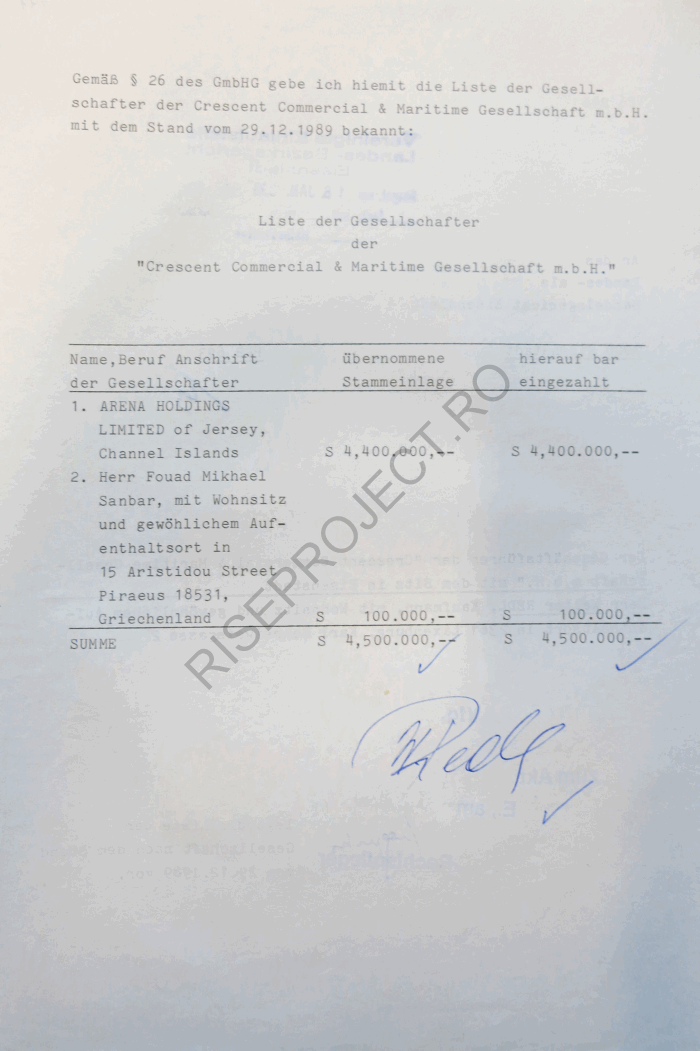 Gemäß § 26 des GmbHG gebe ich hiemit die Liste der Gesell-
schafter der Crescent Commercial & Maritime Gesellschaft m.b.H.
mit dem Stand vom 29.12.1989 bekannt:
Liste der Gesellschafter
der
"Crescent Commercial & Maritime Gesellschaft m.b.H."
Name,Beruf Anschrift übernommene hierauf bar
der Gesellschafter Stammeinlage eingezahlt
1. ARENA HOLDINGS
LIMITED of Jersey,
Channel Islands S 4,400.000,-- S 4,400.000,--
2. Herr Fouad Mikhael
Sanbar, mit Wohnsitz
und gewöhlichem Auf-
enthaltsort in
15 Aristidou Street
Piraeus 18531,
Griechenland S 100.000,-- S 100.000,--
SUMME S 4,500.000,-- S 4,500.000,--
RISEPROJECT.RO